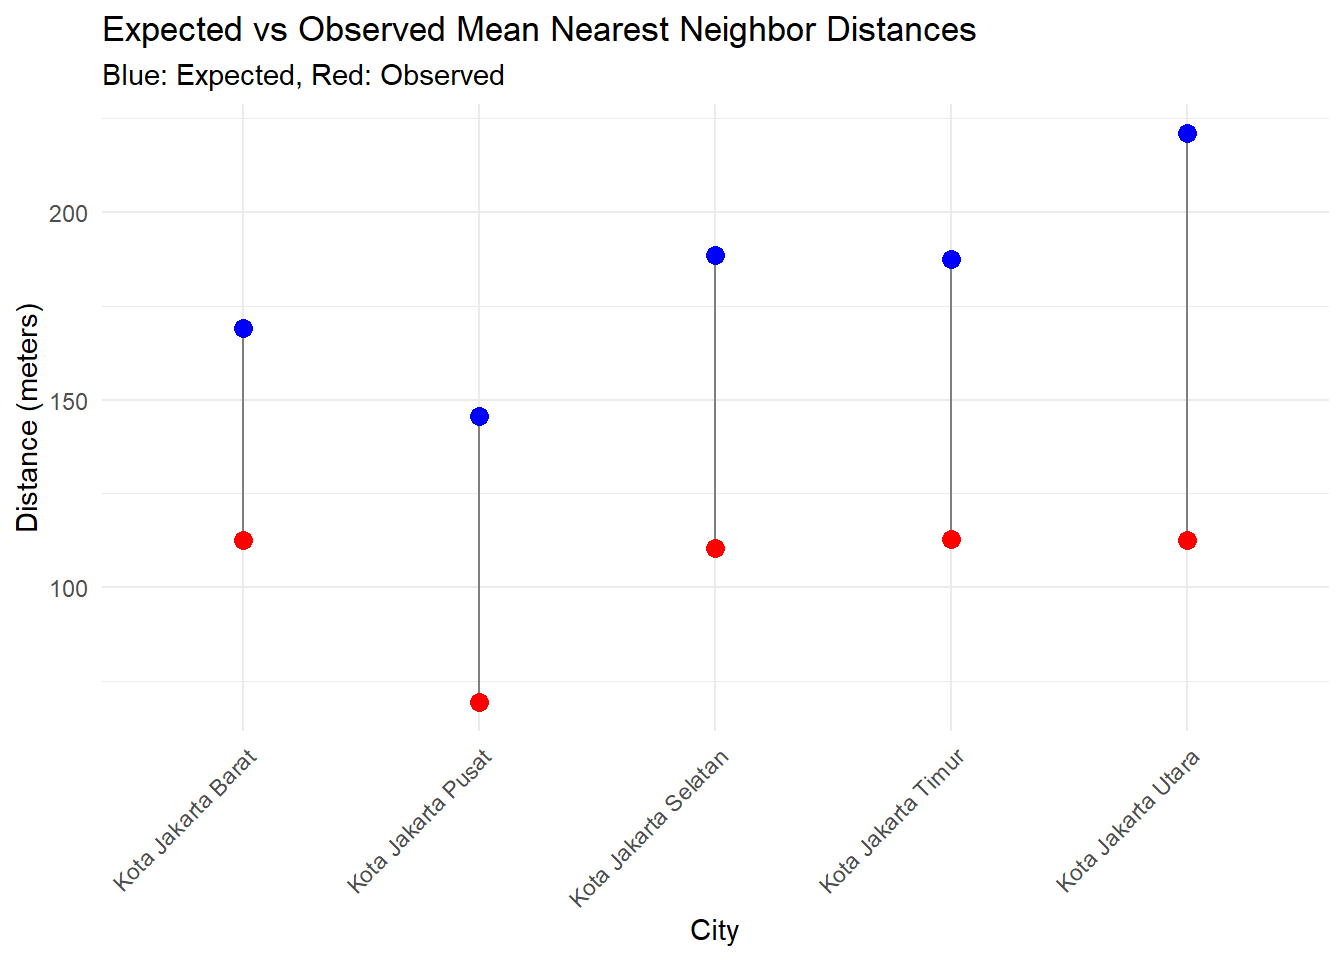 Expected vs Observed Mean Nearest Neighbor Distances
Blue: Expected, Red: Observed
Distance (meters)
200
150
100
Kota Jakarta Barat
Kota Jakarta Pusat
Kota Jakarta Selatan
Kota Jakarta Timur
Kota Jakarta Utara
City